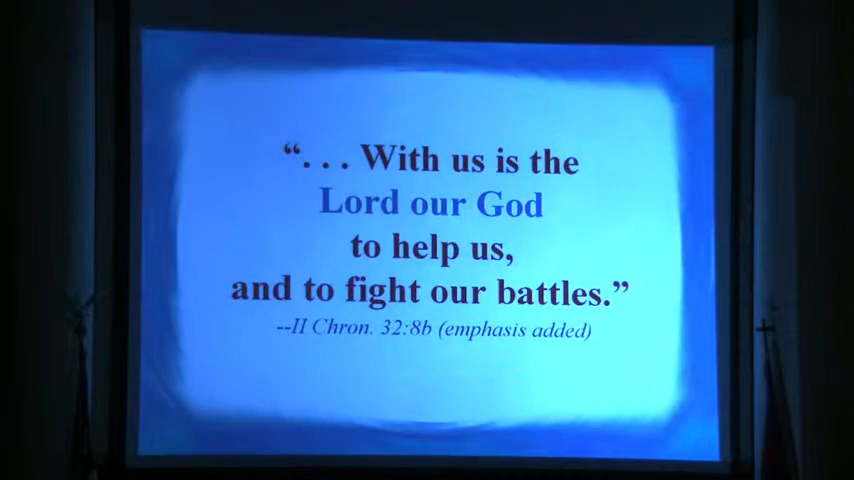 “. . . With us is the
Lord our God
to help us,
and to fight our battles.”
--II Chron. 32:8b (emphasis added)